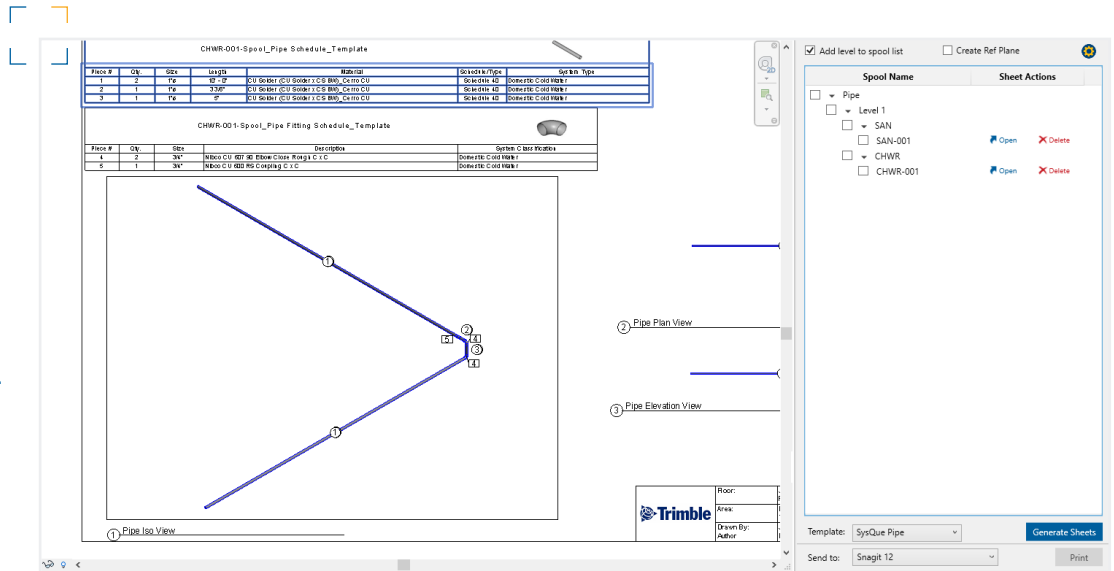 CHWR-001-Spool_Pipe Schedule_Template
Piece # Qty. Size Length Material Schedule/Type System Type
1 2 1"ø 12' - 0" CU Solder (CU Solder x CS BW)_Cerro CU Schedule 40 Domestic Cold Water
2 1 1"ø CU Solder (CU Solder x CS BW)_Cerro CU Schedule 40 Domestic Cold Water
3 1 1"ø 5" CU Solder (CU Solder x CS BW)_Cerro CU Schedule 40 Domestic Cold Water
CHWR-001-Spool_Pipe Fitting Schedule_Template
Piece # Qty. Size Description System Classification
4 2 3/4" Nibco CU 607 90 Elbow Close Rough C x C Domestic Cold Water
5 1 3/4" Nibco CU 600 RS Coupling C x C Domestic Cold Water
1
2
5 4
3
4
1
1 Pipe Iso View
2 Pipe Plan View
3 Pipe Elevation View
Trimble
Floor:
Area:
Drawn By:
Author
2D
Add level to spool list Create Ref Plane
Spool Name Sheet Actions
Pipe
Level 1
SAN
SAN-001 Open Delete
CHWR
CHWR-001 Open Delete
Template: SysQue Pipe Generate Sheets
Send to: Snagit 12 Print